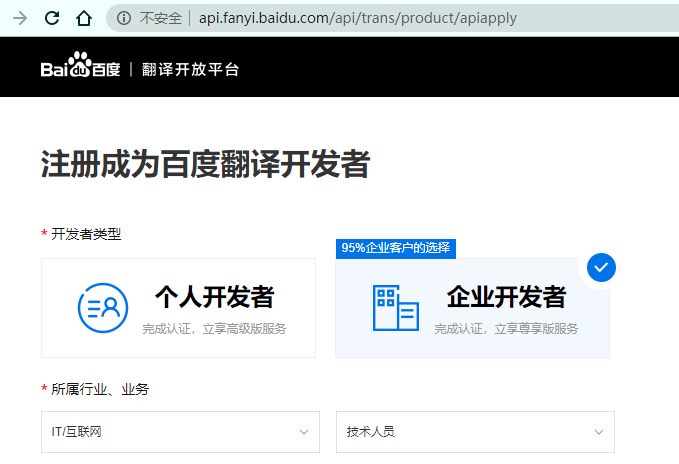 不安全 | api.fanyi.baidu.com/api/trans/product/apiapply
Baidu百度 | 翻译开放平台
注册成为百度翻译开发者
* 开发者类型
95%企业客户的选择
个人开发者
完成认证，立享高级版服务
企业开发者
完成认证，立享尊享版服务
* 所属行业、业务
IT/互联网
技术人员